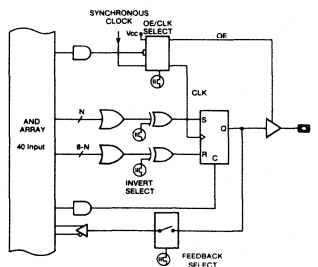 SYNCHRONOUS
CLOCK
OE/CLK
SELECT
Vcc
OE
CLK
AND
ARRAY
40 Input
N
8-N
S
Q
R
C
INVERT
SELECT
FEEDBACK
SELECT